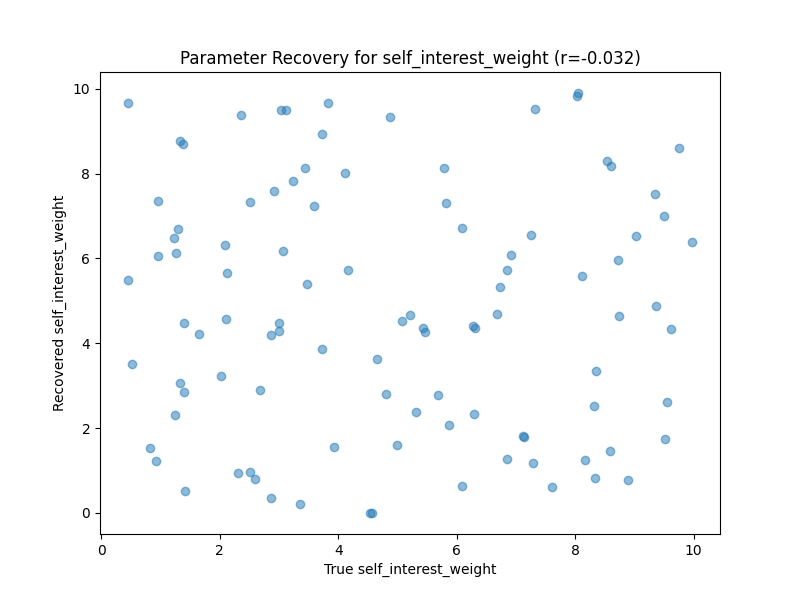 Parameter Recovery for self_interest_weight (r=-0.032)
10
8
6
4
2
0
Recovered self_interest_weight
0 2 4 6 8 10
True self_interest_weight